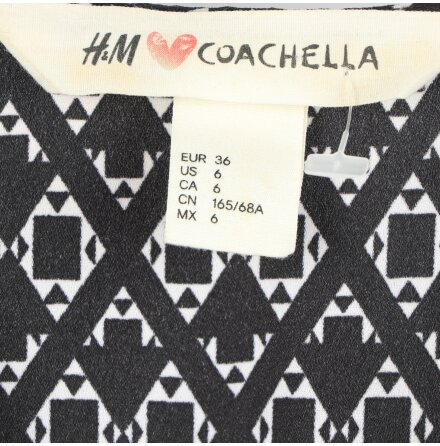 H&M COACHELLA
EUR 36
US 6
CA 6
CN 165/68A
MX 6